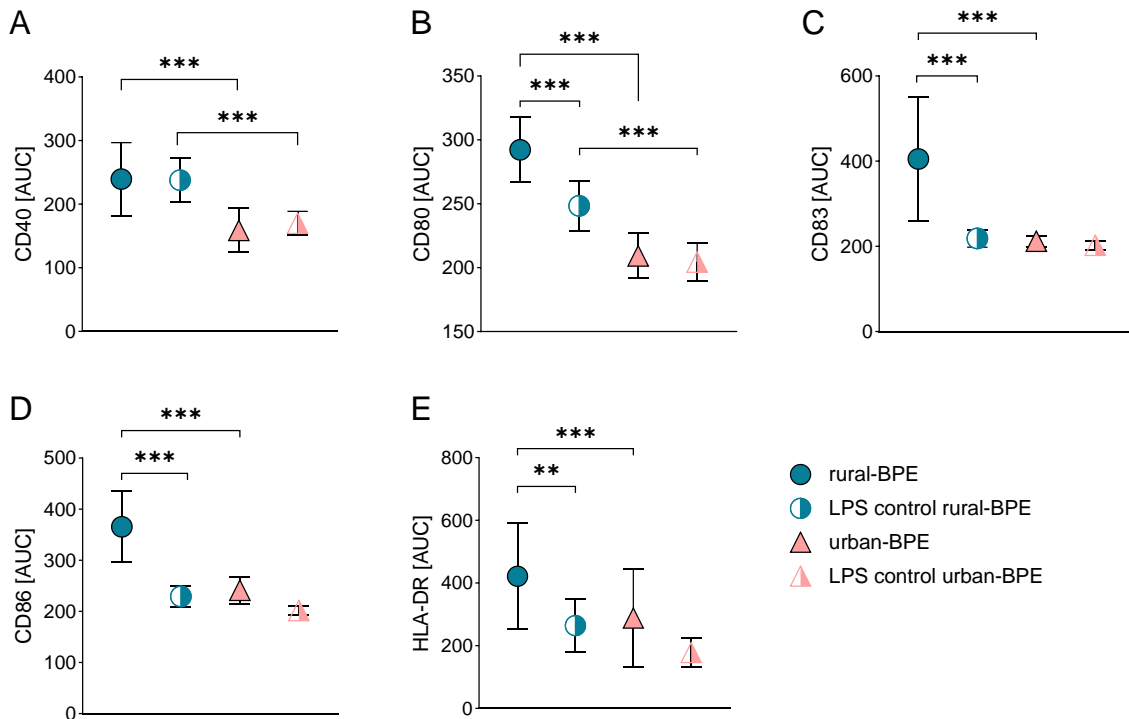 A
CD40 [AUC]
400
300
200
100
0
***
***
B
CD80 [AUC]
350
300
250
200
150
***
***
***
C
CD83 [AUC]
600
400
200
0
***
***
D
CD86 [AUC]
500
400
300
200
100
0
***
***
E
HLA-DR [AUC]
800
600
400
200
0
***
**
rural-BPE
LPS control rural-BPE
urban-BPE
LPS control urban-BPE